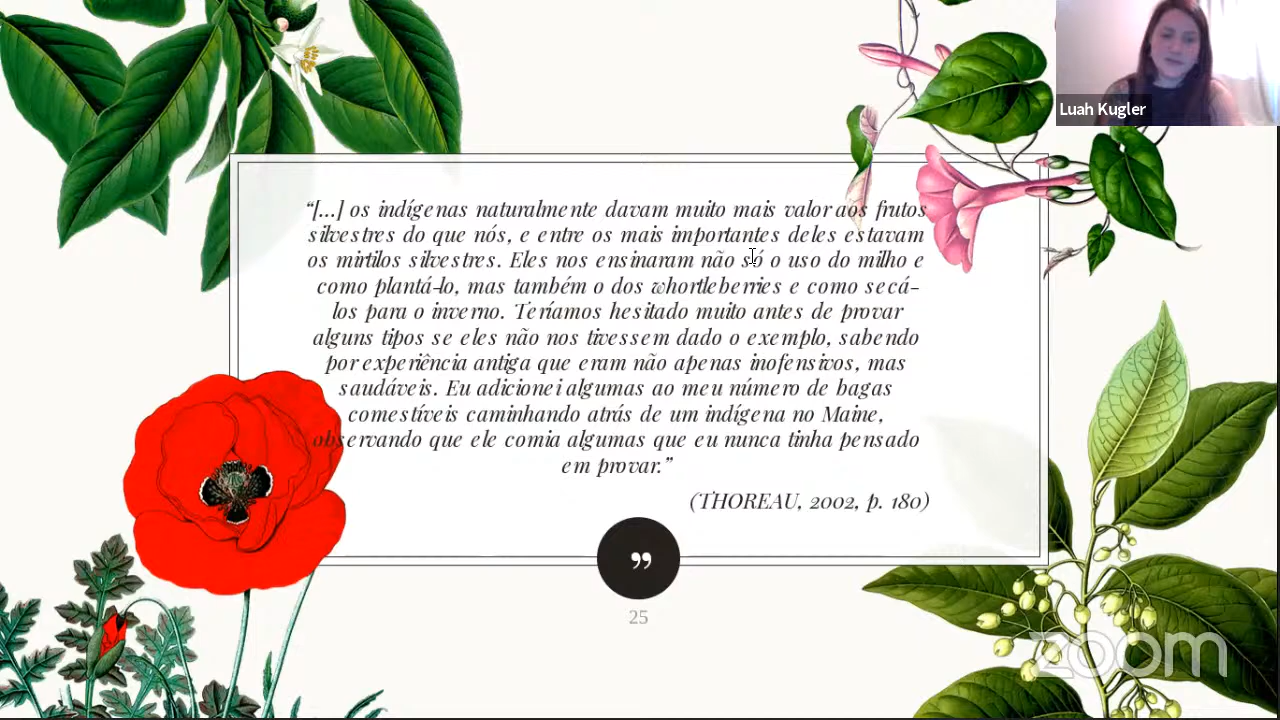 Luah Kugler
“[...] os indígenas naturalmente davam muito mais valor aos frutos
silvestres do que nós, e entre os mais importantes deles estavam
os mirtilos silvestres. Eles nos ensinaram não só o uso do milho e
como plantá-lo, mas também o dos whortleberries e como secá-
los para o inverno. Teríamos hesitado muito antes de provar
alguns tipos se eles não nos tivessem dado o exemplo, sabendo
por experiência antiga que eram não apenas inofensivos, mas
saudáveis. Eu adicionei algumas ao meu número de bagas
comestíveis caminhando atrás de um indígena no Maine,
observando que ele comia algumas que eu nunca tinha pensado
em provar.”
(THOREAU, 2002, p. 180)
”
25
zoom